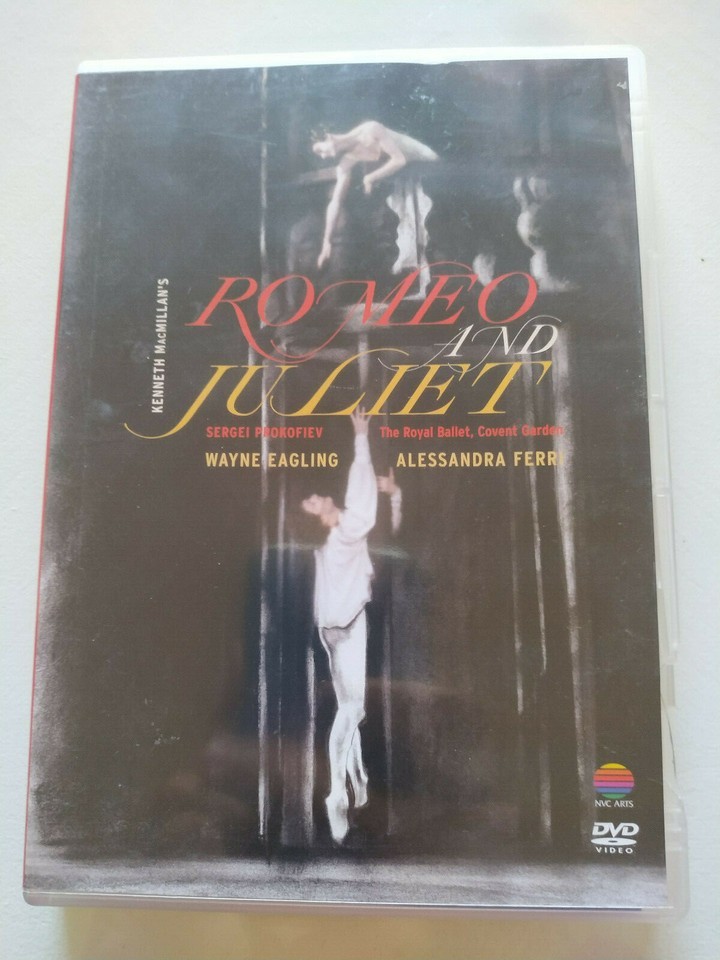 KENNETH MACMILLAN'S
ROMEO
AND
JULIET
SERGEI PROKOFIEV The Royal Ballet, Covent Garden
WAYNE EAGLING ALESSANDRA FERRI
NVC ARTS
DVD
VIDEO